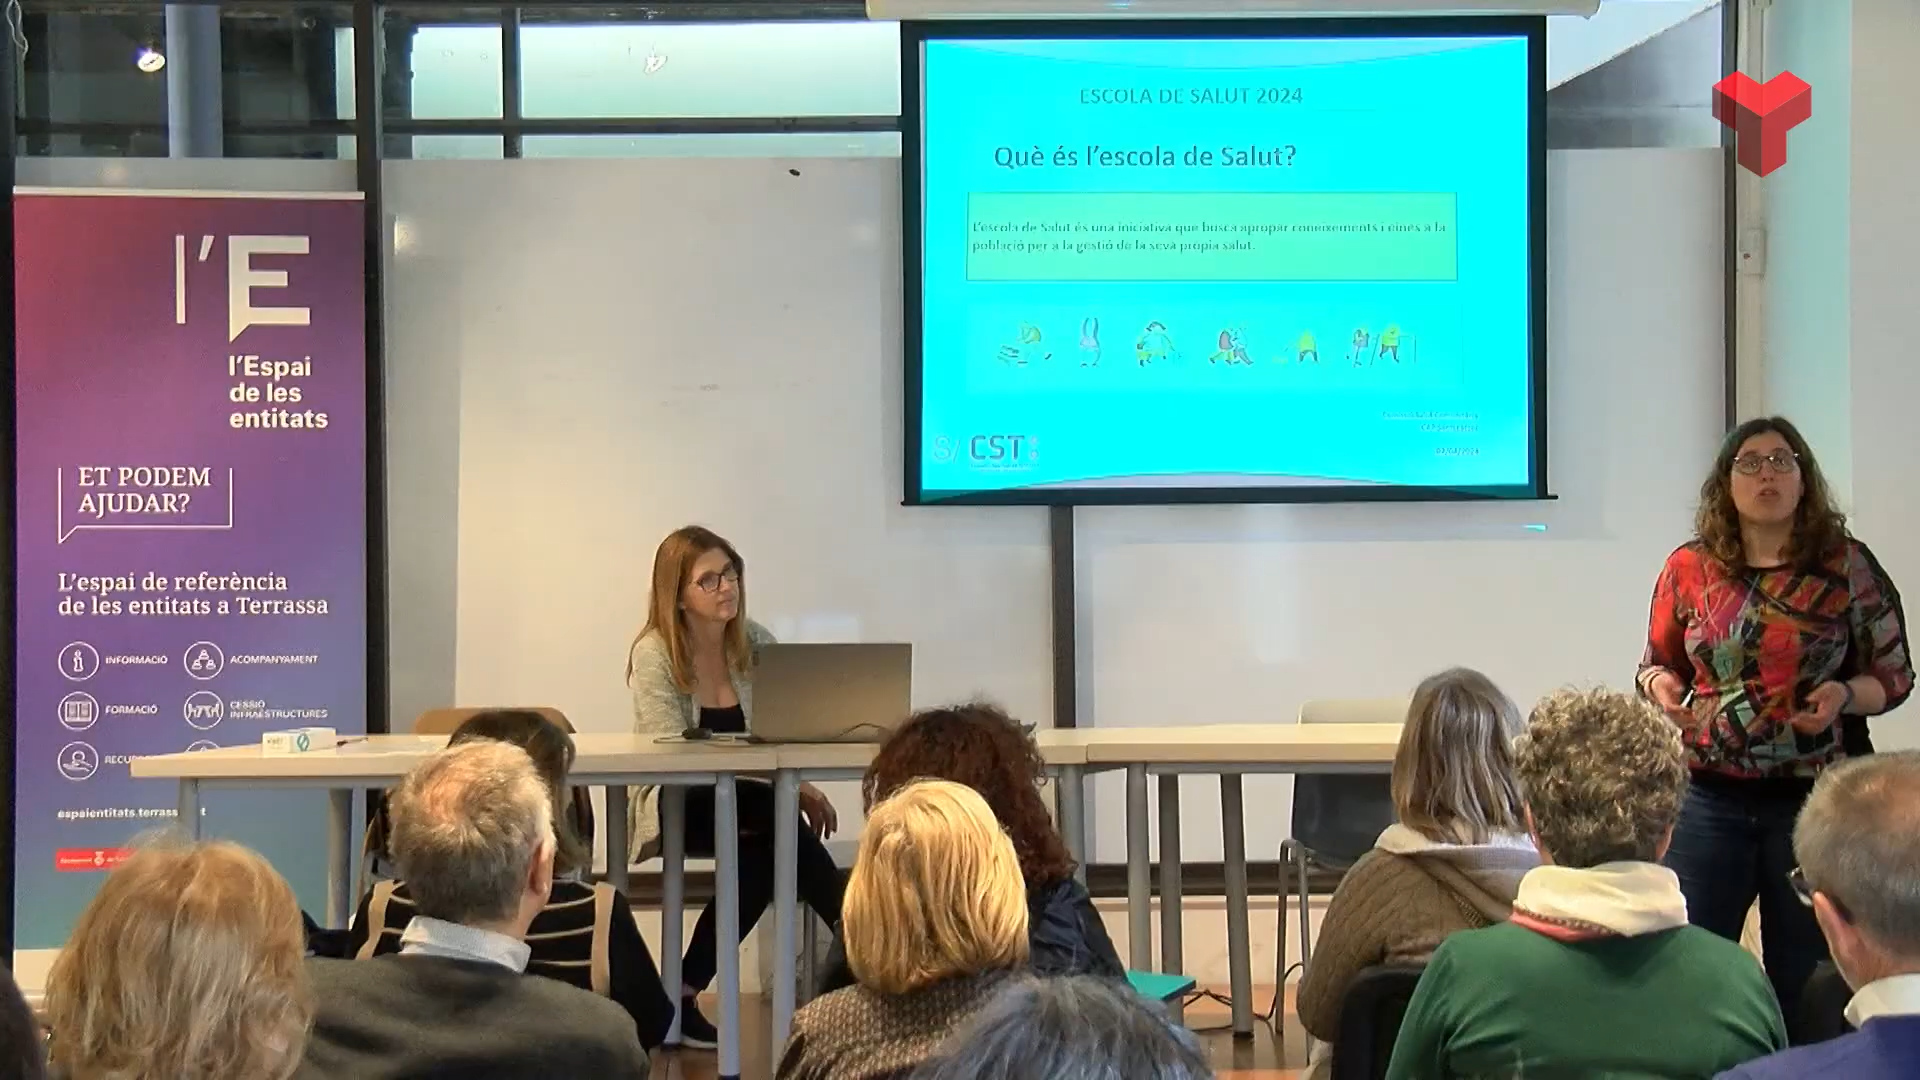 l'E
l'Espai
de les
entitats
ET PODEM
AJUDAR?
L'espai de referència
de les entitats a Terrassa
INFORMACIÓ
ACOMPANYAMENT
FORMACIÓ
CESSIÓ
INFRAESTRUCTURES
ESCOLA DE SALUT 2024
Què és l'escola de Salut?
L'escola de Salut és una iniciativa que busca apropar coneixements i eines a la
població per a la gestió de la seva pròpia salut.
S/ CST